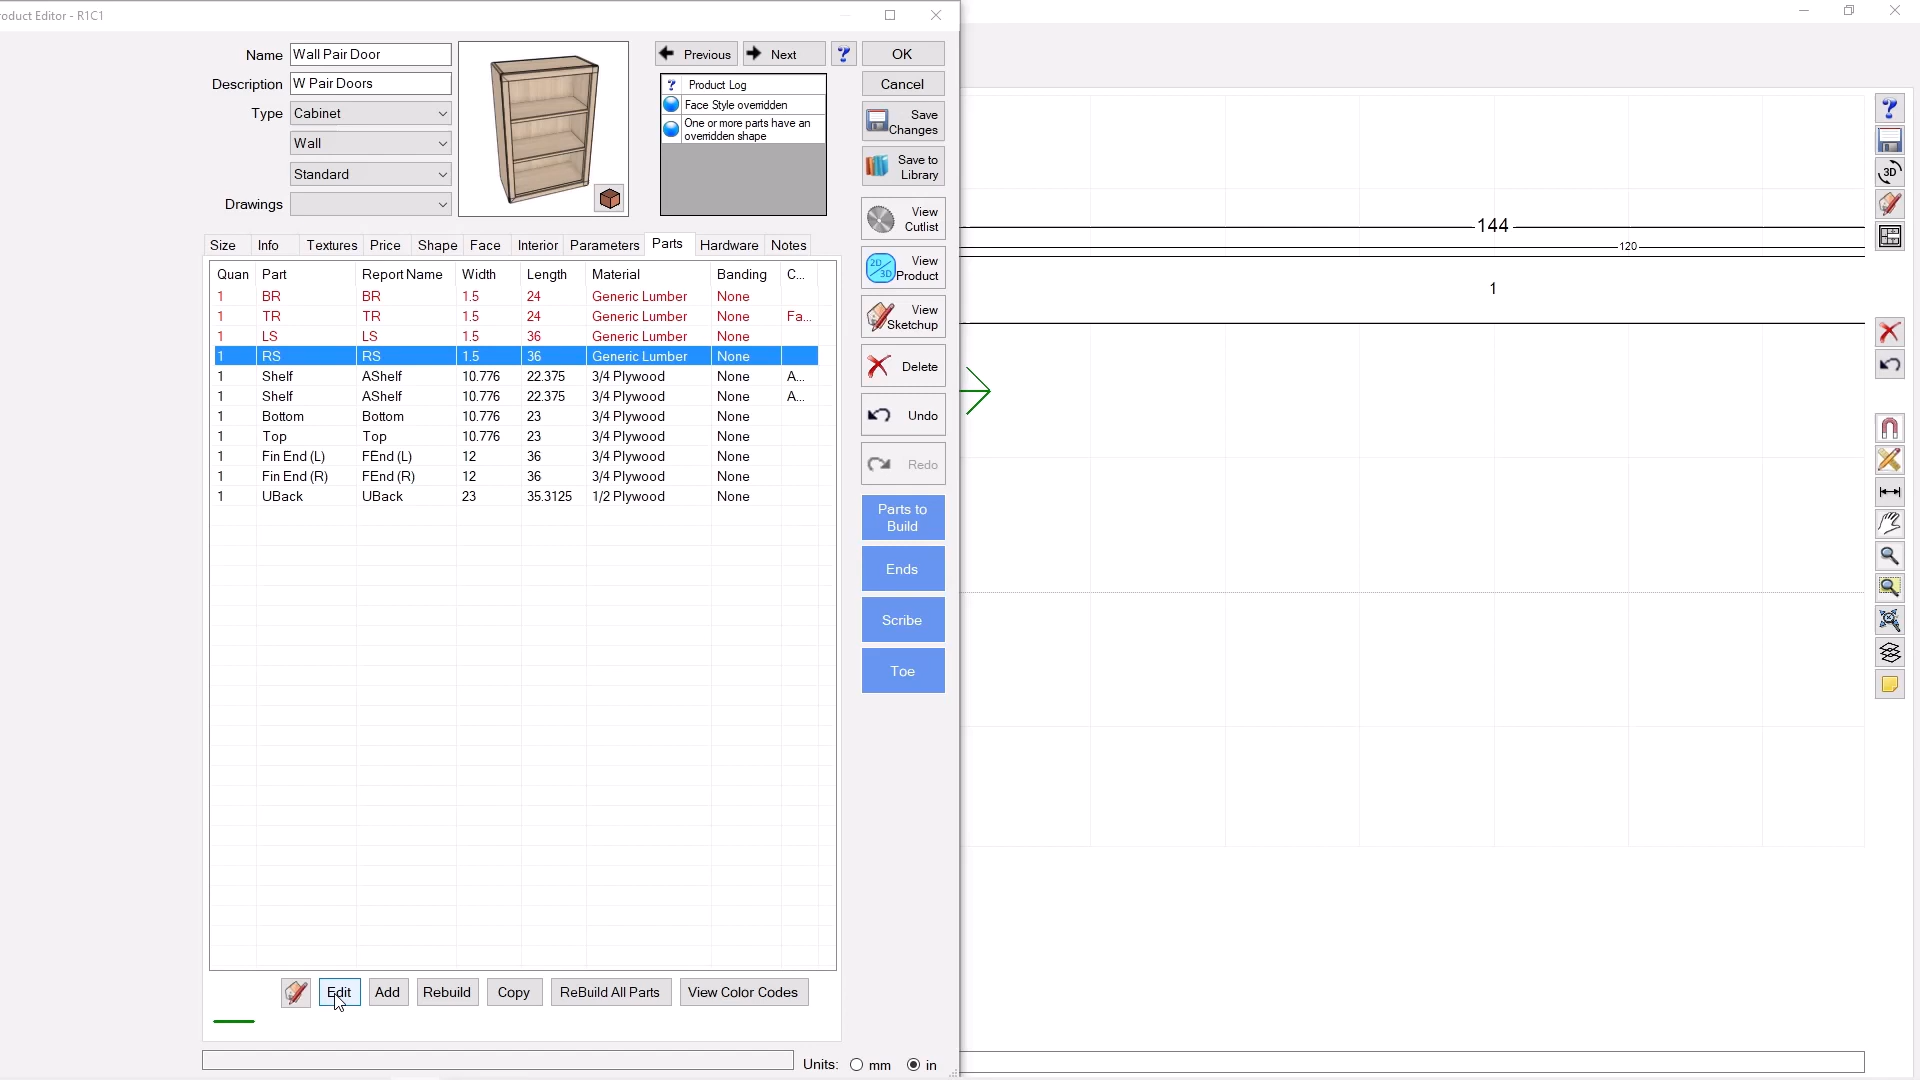 oduct Editor - R1C1
Name Wall Pair Door
Description W Pair Doors
Type Cabinet
Wall
Standard
Drawings
Previous Next ? OK
? Product Log
Face Style overridden
One or more parts have an
overridden shape
Cancel
Save
Changes
Save to
Library
View
Cutlist
2D/3D View
Product
View
Sketchup
Delete
Undo
Redo
Parts to
Build
Ends
Scribe
Toe
Size Info Textures Price Shape Face Interior Parameters Parts Hardware Notes
Quan Part Report Name Width Length Material Banding C...
1 BR BR 1.5 24 Generic Lumber None
1 TR TR 1.5 24 Generic Lumber None Fa...
1 LS LS 1.5 36 Generic Lumber None
1 RS RS 1.5 36 Generic Lumber None
1 Shelf AShelf 10.776 22.375 3/4 Plywood None A...
1 Shelf AShelf 10.776 22.375 3/4 Plywood None A...
1 Bottom Bottom 10.776 23 3/4 Plywood None
1 Top Top 10.776 23 3/4 Plywood None
1 Fin End (L) FEnd (L) 12 36 3/4 Plywood None
1 Fin End (R) FEnd (R) 12 36 3/4 Plywood None
1 UBack UBack 23 35.3125 1/2 Plywood None
Edit Add Rebuild Copy ReBuild All Parts View Color Codes
Units: mm in
144
120
1
?
3D